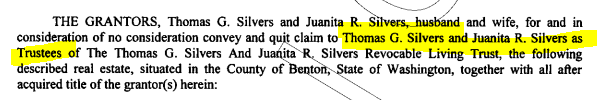 THE GRANTORS, Thomas G. Silvers and Juanita R. Silvers, husband and wife, for and in
consideration of no consideration convey and quit claim to Thomas G. Silvers and Juanita R. Silvers as
Trustees of The Thomas G. Silvers And Juanita R. Silvers Revocable Living Trust, the following
described real estate, situated in the County of Benton, State of Washington, together with all after
acquired title of the grantor(s) herein: